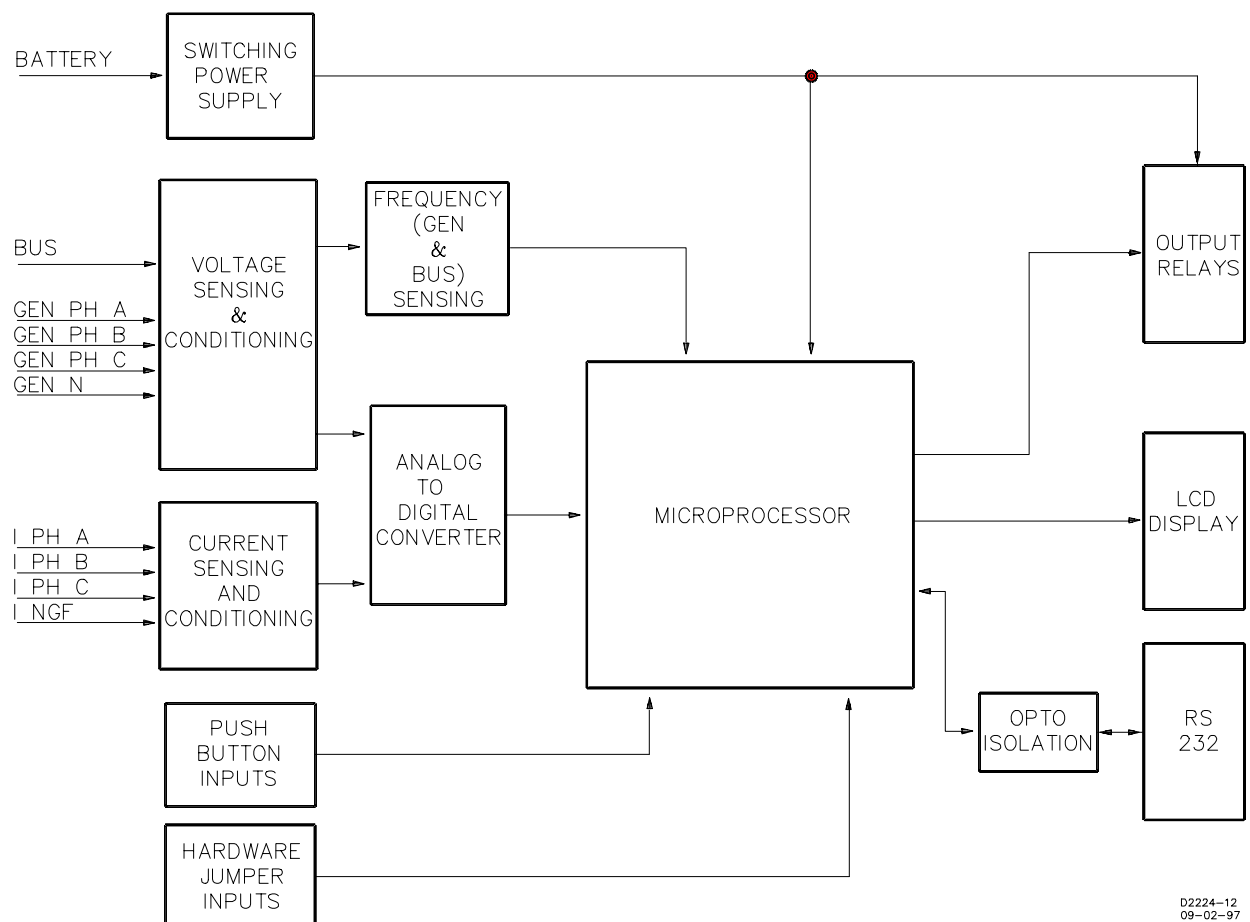 BATTERY
SWITCHING
POWER
SUPPLY
BUS
GEN PH A
GEN PH B
GEN PH C
GEN N
VOLTAGE
SENSING
&
CONDITIONING
FREQUENCY
(GEN
&
BUS)
SENSING
OUTPUT
RELAYS
I PH A
I PH B
I PH C
I NGF
CURRENT
SENSING
AND
CONDITIONING
ANALOG
TO
DIGITAL
CONVERTER
MICROPROCESSOR
LCD
DISPLAY
PUSH
BUTTON
INPUTS
OPTO
ISOLATION
RS
232
HARDWARE
JUMPER
INPUTS
D2224-12
09-02-97